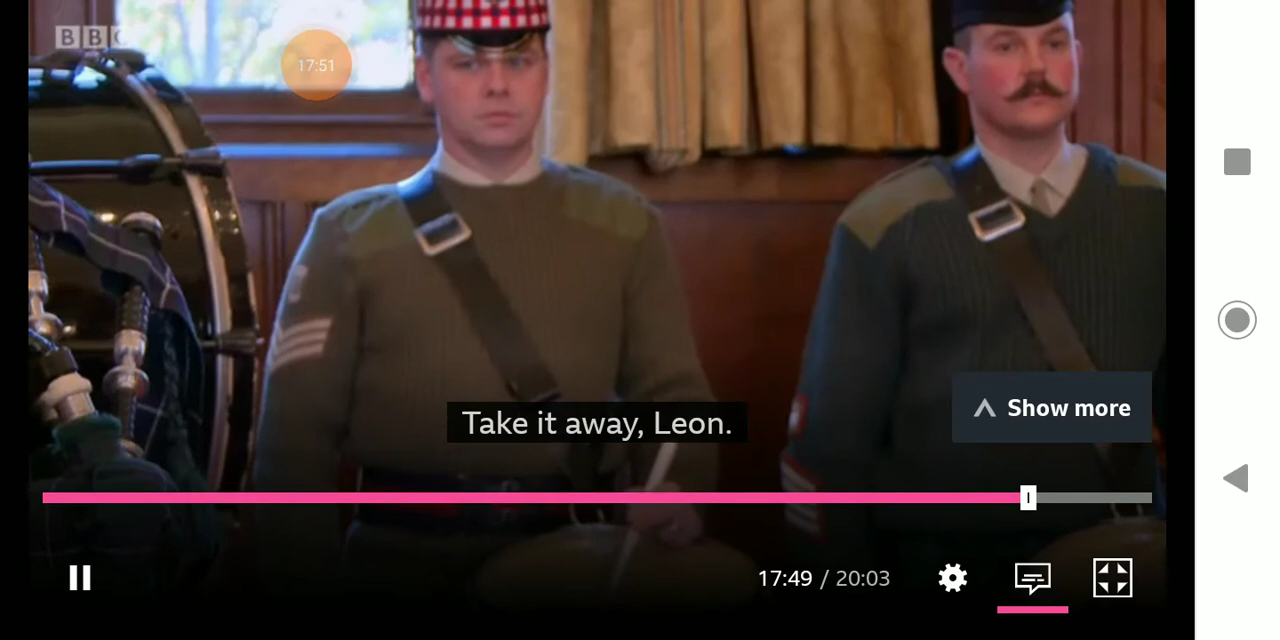 BBC
17:51
Take it away, Leon.
Show more
17:49 / 20:03